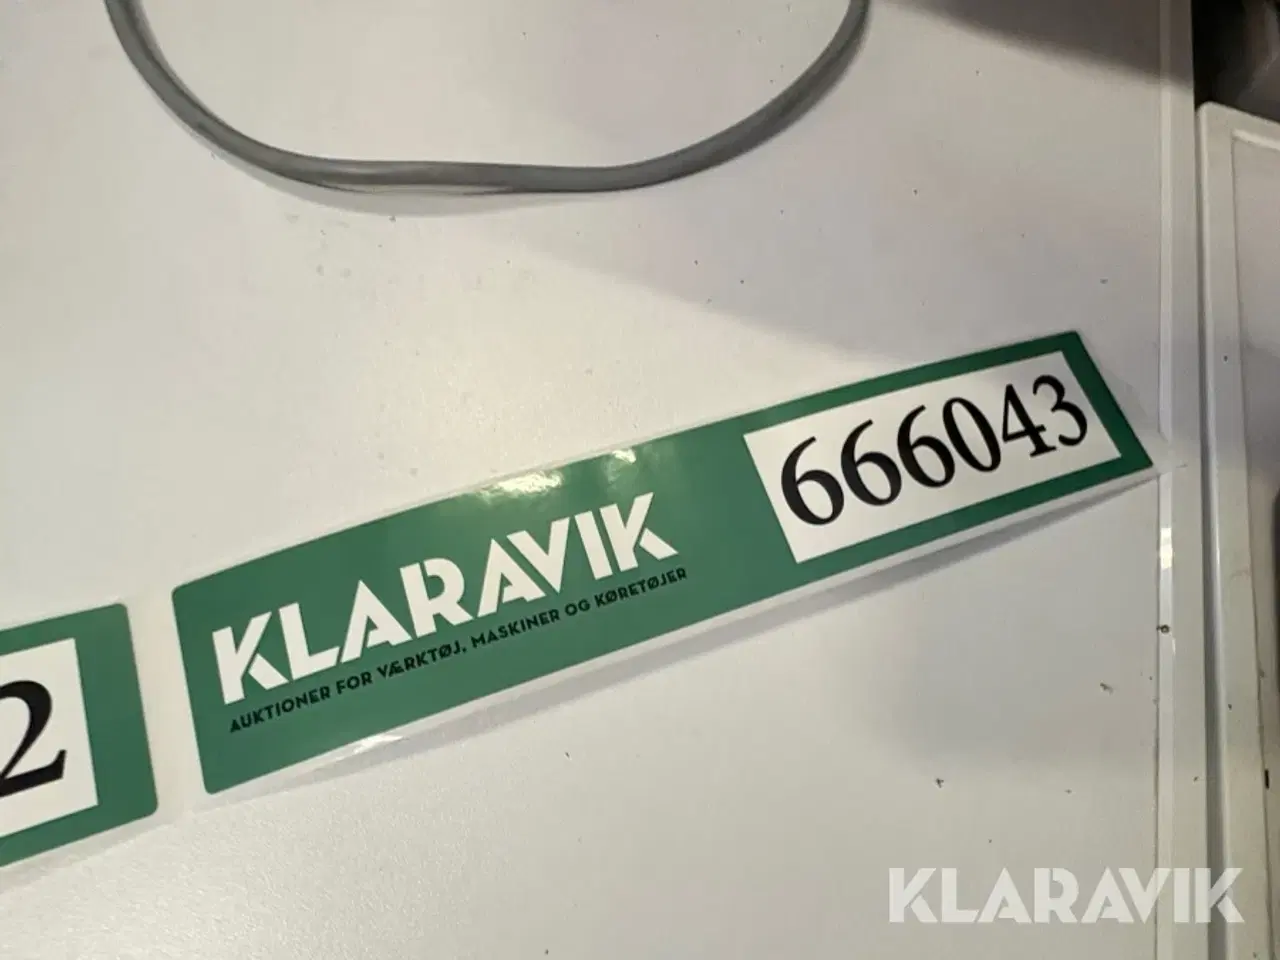 KLARAVIK
AUKTIONER FOR VÆRKTØJ, MASKINER OG KØRETØJER
666043
2
KLARAVIK